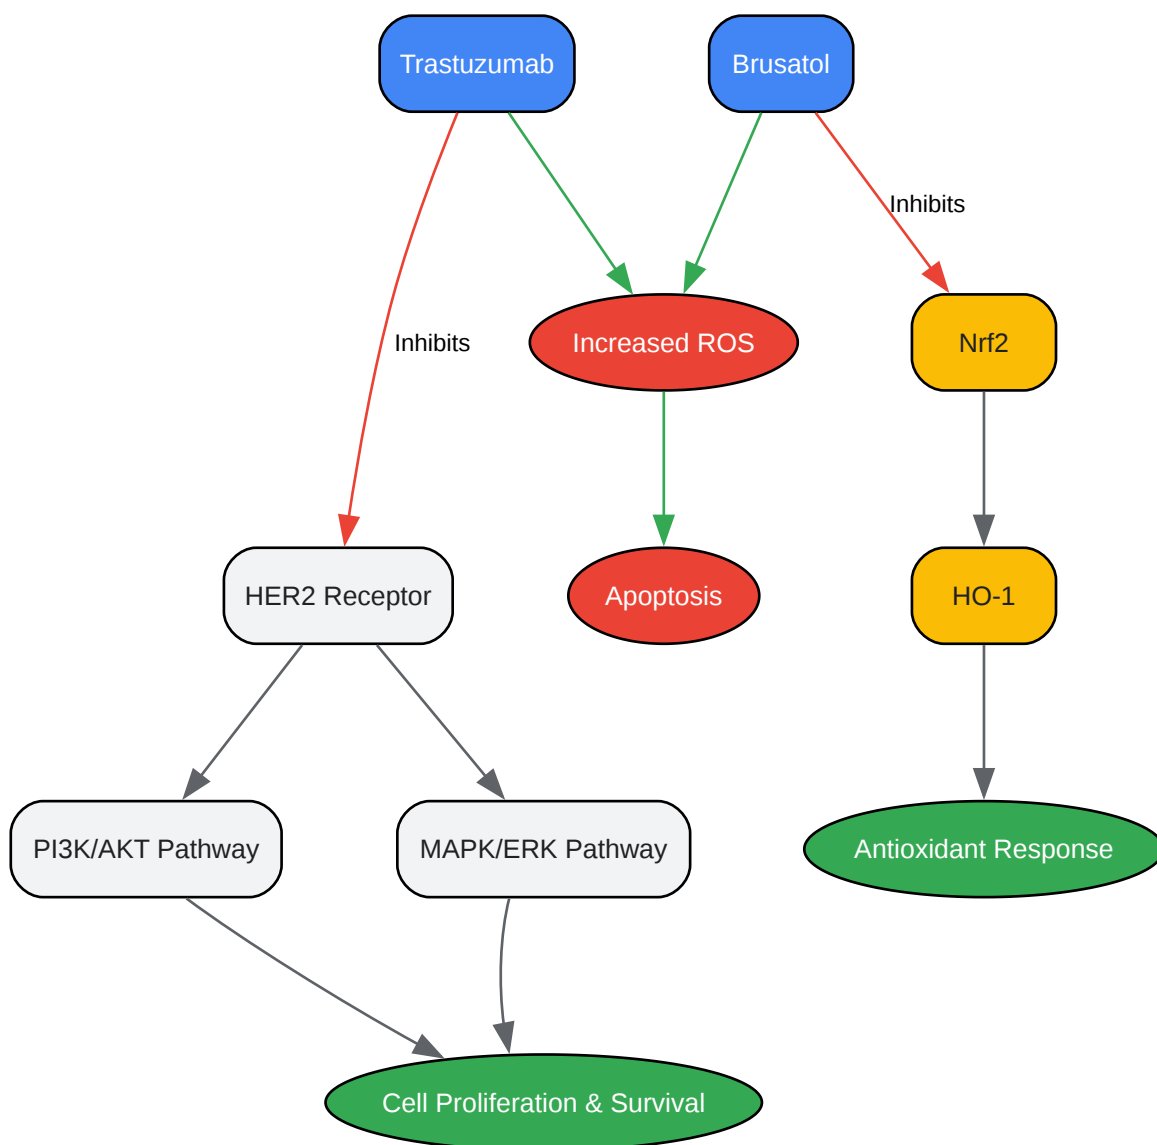 Trastuzumab
Brusatol
Inhibits
Inhibits
Increased ROS
Nrf2
HER2 Receptor
Apoptosis
HO-1
PI3K/AKT Pathway
MAPK/ERK Pathway
Antioxidant Response
Cell Proliferation & Survival